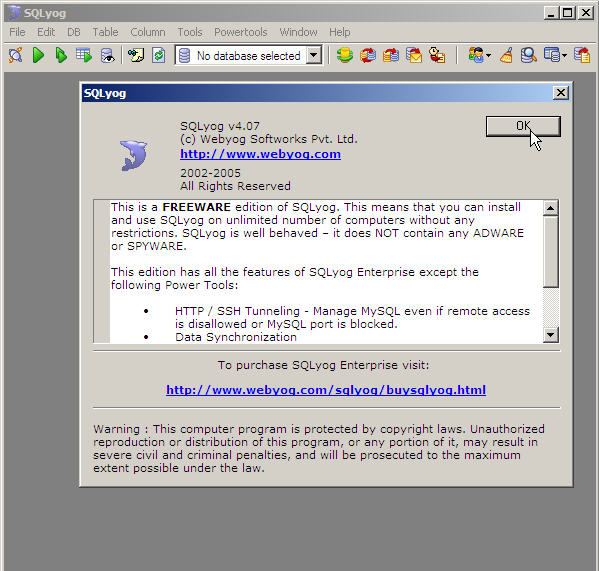 SQLyog
File Edit DB Table Column Tools Powertools Window Help
No database selected
SQLyog
SQLyog v4.07
(c) Webyog Softworks Pvt. Ltd.
http://www.webyog.com
2002-2005
All Rights Reserved
OK
This is a FREEWARE edition of SQLyog. This means that you can install
and use SQLyog on unlimited number of computers without any
restrictions. SQLyog is well behaved – it does NOT contain any ADWARE
or SPYWARE.
This edition has all the features of SQLyog Enterprise except the
following Power Tools:
• HTTP / SSH Tunneling - Manage MySQL even if remote access
is disallowed or MySQL port is blocked.
• Data Synchronization
To purchase SQLyog Enterprise visit:
http://www.webyog.com/sqlyog/buysqlyog.html
Warning : This computer program is protected by copyright laws. Unauthorized
reproduction or distribution of this program, or any portion of it, may result in
severe civil and criminal penalties, and will be prosecuted to the maximum
extent possible under the law.